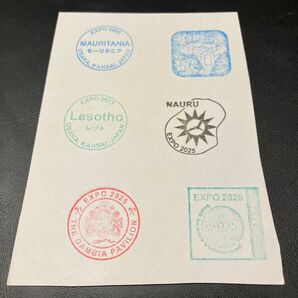 EXPO 2025
MAURITANIA
モーリタニア
OSAKA, KANSAI, JAPAN
EXPO 2025
Lesotho
レソト
OSAKA, KANSAI, JAPAN
NAURU
EXPO 2025
EXPO 2025
THE GAMBIA PAVILION
EXPO 2025
GUYANA